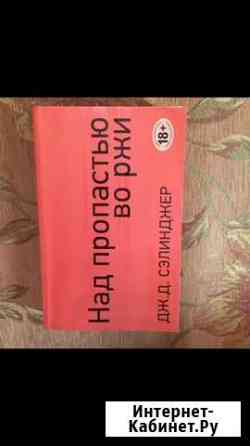 Над пропастью
во ржи
18+
ДЖ. Д. СЭЛИНДЖЕР
Интернет-
Кабинет.Ру